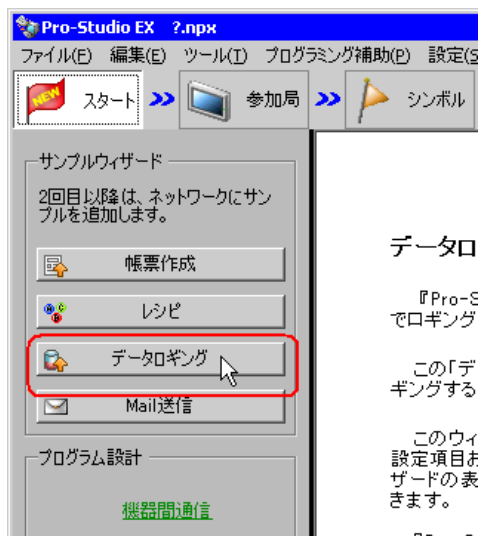 Pro-Studio EX ?.npx
ファイル(F) 編集(E) ツール(T) プログラミング補助(P) 設定(S
NEW スタート 参加局 シンボル
サンプルウィザード
2回目以降は、ネットワークにサン
プルを追加します。
帳票作成
レシピ
データロギング
Mail送信
プログラム設計
機器間通信
データロ
『Pro-S
でロギング
この「デ
ギングする
このウィ
設定項目お
ザードの表
きます。